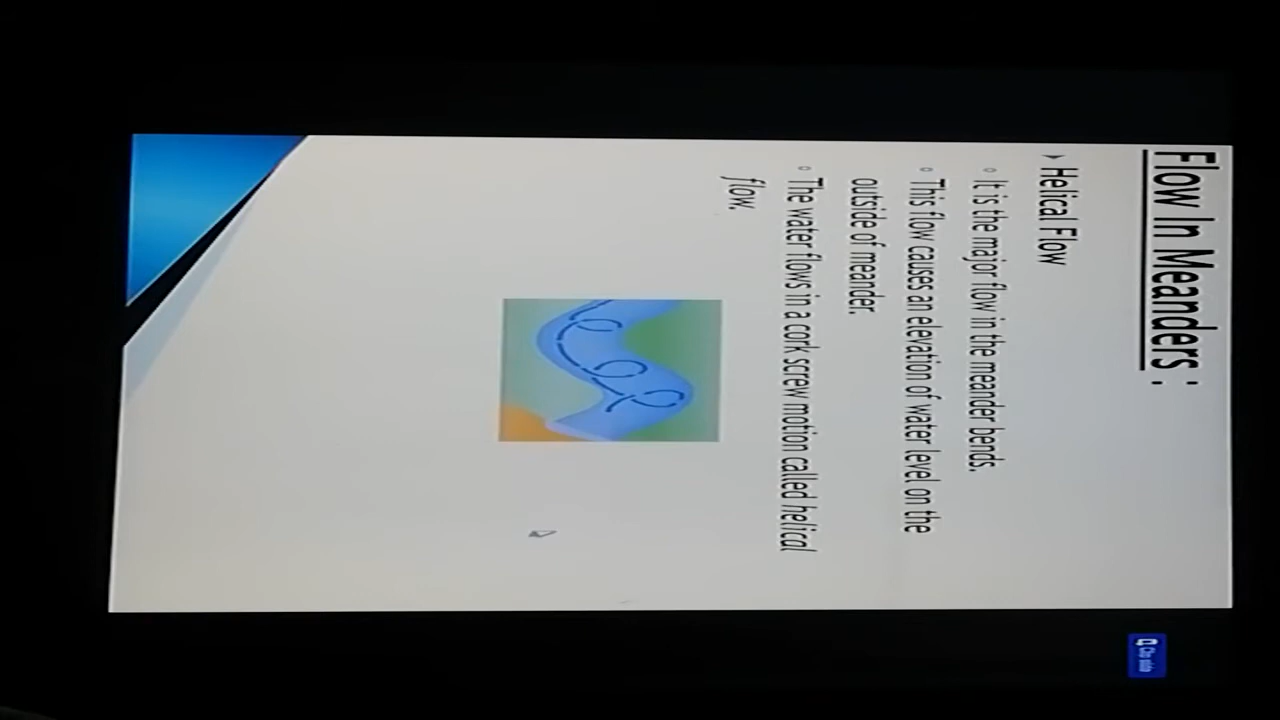 Flow In Meanders :
Helical Flow
It is the major flow in the meander bends.
This flow causes an elevation of water level on the
outside of meander.
The water flows in a cork screw motion called helical
flow.